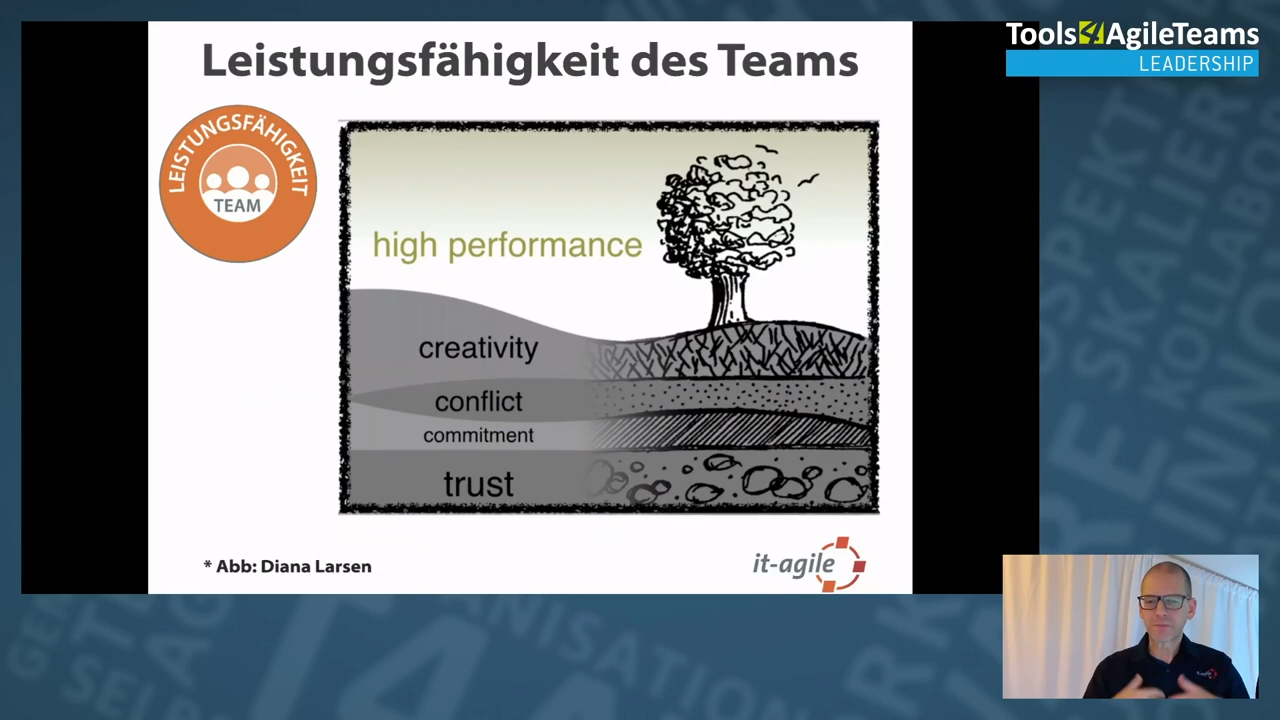 Leistungsfähigkeit des Teams
Tools4AgileTeams
LEADERSHIP
LEISTUNGSFÄHIGKEIT
TEAM
high performance
creativity
conflict
commitment
trust
* Abb: Diana Larsen
it-agile